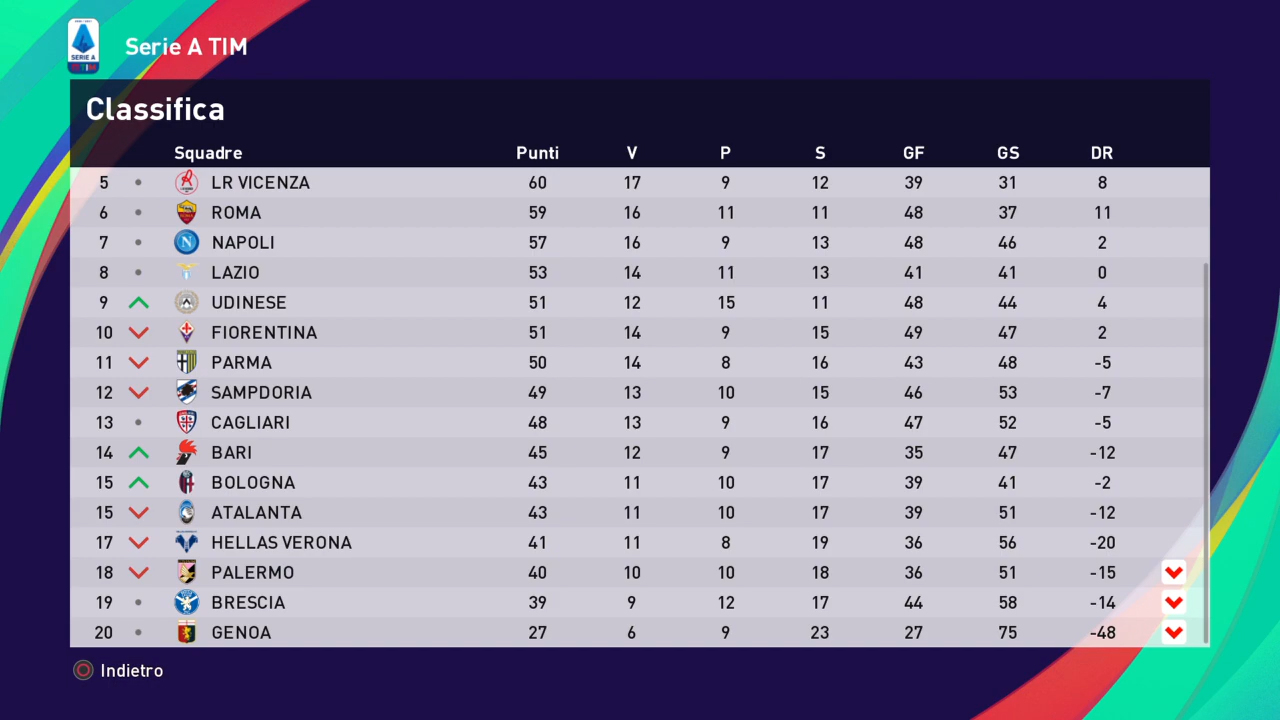 SERIE A
TIM
Serie A TIM
Classifica
Squadre Punti V P S GF GS DR
5 LR VICENZA 60 17 9 12 39 31 8
6 ROMA 59 16 11 11 48 37 11
7 NAPOLI 57 16 9 13 48 46 2
8 LAZIO 53 14 11 13 41 41 0
9 UDINESE 51 12 15 11 48 44 4
10 FIORENTINA 51 14 9 15 49 47 2
11 PARMA 50 14 8 16 43 48 -5
12 SAMPDORIA 49 13 10 15 46 53 -7
13 CAGLIARI 48 13 9 16 47 52 -5
14 BARI 45 12 9 17 35 47 -12
15 BOLOGNA 43 11 10 17 39 41 -2
15 ATALANTA 43 11 10 17 39 51 -12
17 HELLAS VERONA 41 11 8 19 36 56 -20
18 PALERMO 40 10 10 18 36 51 -15
19 BRESCIA 39 9 12 17 44 58 -14
20 GENOA 27 6 9 23 27 75 -48
Indietro